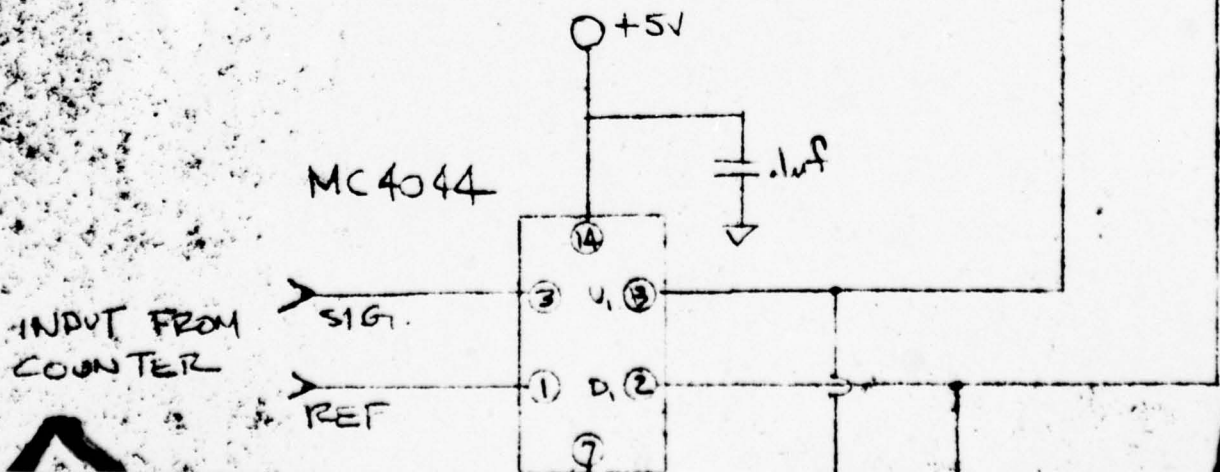 +5V
.1uf
MC4044
14
3
U1
13
SIG.
INPUT FROM
COUNTER
1
D1
2
REF
7